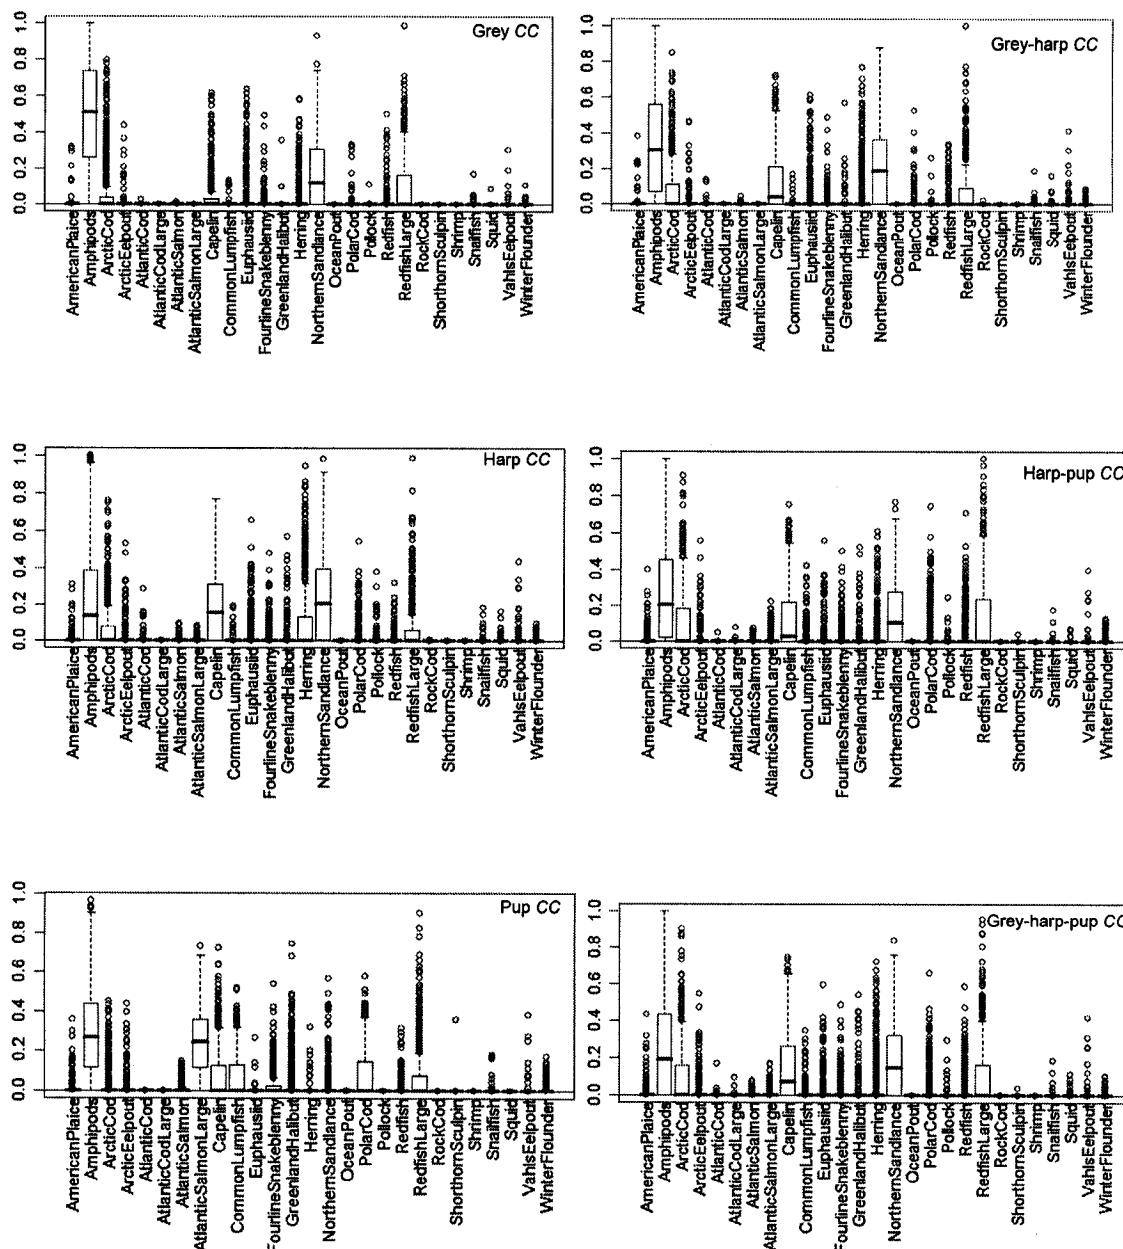 Grey CC
1.0
0.8
0.6
0.4
0.2
0.0
AmericanPlaice
Amphipods
ArcticCod
ArcticEelpout
AtlanticCod
AtlanticCodLarge
AtlanticSalmon
AtlanticSalmonLarge
Capelin
CommonLumpfish
Euphausiid
FourlineSnakeblenny
GreenlandHalibut
Herring
NorthernSandlance
OceanPout
PolarCod
Pollock
Redfish
RedfishLarge
RockCod
ShorthornSculpin
Shrimp
Snailfish
Squid
VahlsEelpout
WinterFlounder
Grey-harp CC
1.0
0.8
0.6
0.4
0.2
0.0
AmericanPlaice
Amphipods
ArcticCod
ArcticEelpout
AtlanticCod
AtlanticCodLarge
AtlanticSalmon
AtlanticSalmonLarge
Capelin
CommonLumpfish
Euphausiid
FourlineSnakeblenny
GreenlandHalibut
Herring
NorthernSandlance
OceanPout
PolarCod
Pollock
Redfish
RedfishLarge
RockCod
ShorthornSculpin
Shrimp
Snailfish
Squid
VahlsEelpout
WinterFlounder
Harp CC
1.0
0.8
0.6
0.4
0.2
0.0
AmericanPlaice
Amphipods
ArcticCod
ArcticEelpout
AtlanticCod
AtlanticCodLarge
AtlanticSalmon
AtlanticSalmonLarge
Capelin
CommonLumpfish
Euphausiid
FourlineSnakeblenny
GreenlandHalibut
Herring
NorthernSandlance
OceanPout
PolarCod
Pollock
Redfish
RedfishLarge
RockCod
ShorthornSculpin
Shrimp
Snailfish
Squid
VahlsEelpout
WinterFlounder
Harp-pup CC
1.0
0.8
0.6
0.4
0.2
0.0
AmericanPlaice
Amphipods
ArcticCod
ArcticEelpout
AtlanticCod
AtlanticCodLarge
AtlanticSalmon
AtlanticSalmonLarge
Capelin
CommonLumpfish
Euphausiid
FourlineSnakeblenny
GreenlandHalibut
Herring
NorthernSandlance
OceanPout
PolarCod
Pollock
Redfish
RedfishLarge
RockCod
ShorthornSculpin
Shrimp
Snailfish
Squid
VahlsEelpout
WinterFlounder
Pup CC
1.0
0.8
0.6
0.4
0.2
0.0
AmericanPlaice
Amphipods
ArcticCod
ArcticEelpout
AtlanticCod
AtlanticCodLarge
AtlanticSalmon
AtlanticSalmonLarge
Capelin
CommonLumpfish
Euphausiid
FourlineSnakeblenny
GreenlandHalibut
Herring
NorthernSandlance
OceanPout
PolarCod
Pollock
Redfish
RedfishLarge
RockCod
ShorthornSculpin
Shrimp
Snailfish
Squid
VahlsEelpout
WinterFlounder
Grey-harp-pup CC
1.0
0.8
0.6
0.4
0.2
0.0
AmericanPlaice
Amphipods
ArcticCod
ArcticEelpout
AtlanticCod
AtlanticCodLarge
AtlanticSalmon
AtlanticSalmonLarge
Capelin
CommonLumpfish
Euphausiid
FourlineSnakeblenny
GreenlandHalibut
Herring
NorthernSandlance
OceanPout
PolarCod
Pollock
Redfish
RedfishLarge
RockCod
ShorthornSculpin
Shrimp
Snailfish
Squid
VahlsEelpout
WinterFlounder